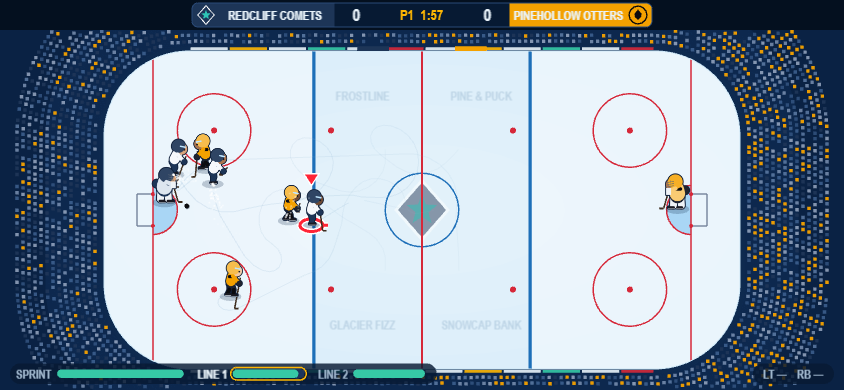 REDCLIFF COMETS 0 P1 1:57 0 PINEHOLLOW OTTERS
FROSTLINE PINE & PUCK
GLACIER FIZZ SNOWCAP BANK
SPRINT LINE 1 LINE 2 LT — RB —